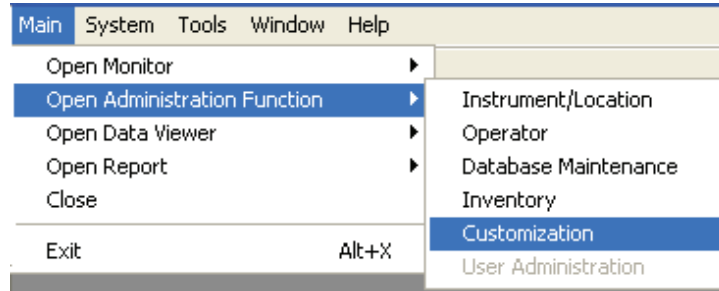 Main System Tools Window Help
Open Monitor
Open Administration Function
Open Data Viewer
Open Report
Close
Exit Alt+X
Instrument/Location
Operator
Database Maintenance
Inventory
Customization
User Administration